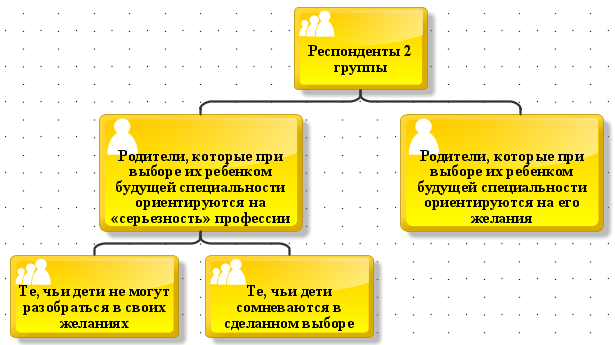 Респонденты 2
группы
Родители, которые при
выборе их ребенком
будущей специальности
ориентируются на
«серьезность» профессии
Родители, которые при
выборе их ребенком
будущей специальности
ориентируются на его
желания
Те, чьи дети не могут
разобраться в своих
желаниях
Те, чьи дети
сомневаются в
сделанном выборе